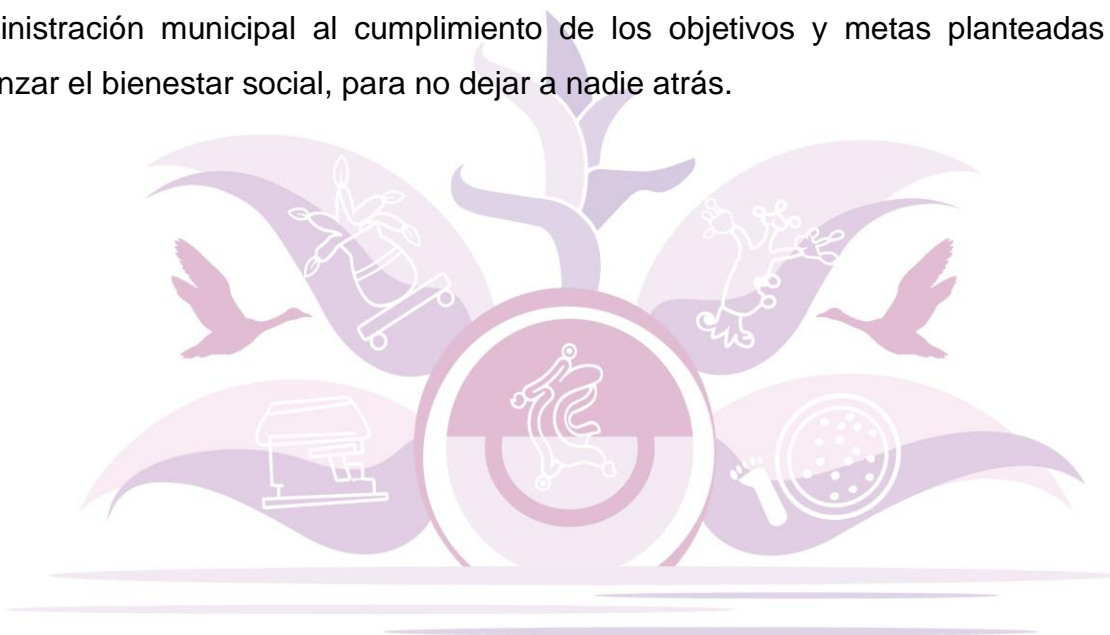 inistración municipal al cumplimiento de los objetivos y metas planteadas
nzar el bienestar social, para no dejar a nadie atrás.